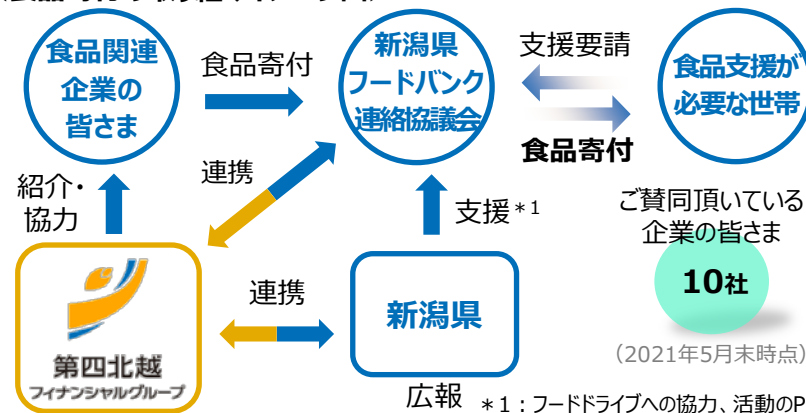 食品関連
企業の
皆さま
食品寄付
新潟県
フードバンク
連絡協議会
支援要請
食品寄付
食品支援が
必要な世帯
紹介・
協力
連携
支援*1
ご賛同頂いている
企業の皆さま
10社
(2021年5月末時点)
第四北越
フィナンシャルグループ
連携
新潟県
広報
*1：フードドライブへの協力、活動のP